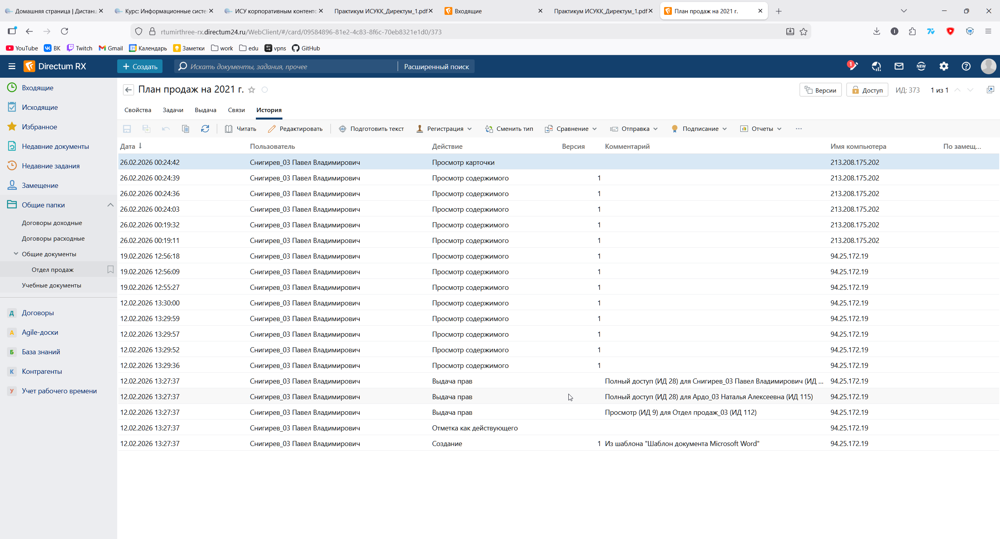 Домашняя страница | Дистанц
Курс: Информационные систе
ИСУ корпоративным контенто
Практикум ИСУКК_Директум_1.pdf
Входящие
Практикум ИСУКК_Директум_1.pdf
План продаж на 2021 г.
rtumirthree-rx.directum24.ru/WebClient/#/card/09584896-81e2-4c83-8f6c-70eb8321e1d0/373
YouTube
ВК
Twitch
Gmail
31 Календарь
Заметки
work
edu
vpns
GitHub
Directum RX
Создать
Искать документы, задания, прочее
Расширенный поиск
1
NEW
Входящие
Исходящие
Избранное
Недавние документы
Недавние задания
Замещение
Общие папки
Договоры доходные
Договоры расходные
Общие документы
Отдел продаж
Учебные документы
Д Договоры
A Agile-доски
Б База знаний
К Контрагенты
У Учет рабочего времени
План продаж на 2021 г.
Версии
Доступ
ИД: 373
1 из 1
Свойства Задачи Выдача Связи История
Читать Редактировать Подготовить текст Регистрация Сменить тип Сравнение Отправка Подписание Отчеты ...
Дата Пользователь Действие Версия Комментарий Имя компьютера По замещ...
26.02.2026 00:24:42 Снигирев_03 Павел Владимирович Просмотр карточки 213.208.175.202
26.02.2026 00:24:39 Снигирев_03 Павел Владимирович Просмотр содержимого 1 213.208.175.202
26.02.2026 00:24:36 Снигирев_03 Павел Владимирович Просмотр содержимого 1 213.208.175.202
26.02.2026 00:24:03 Снигирев_03 Павел Владимирович Просмотр содержимого 1 213.208.175.202
26.02.2026 00:19:32 Снигирев_03 Павел Владимирович Просмотр содержимого 1 213.208.175.202
26.02.2026 00:19:11 Снигирев_03 Павел Владимирович Просмотр содержимого 1 213.208.175.202
19.02.2026 12:56:18 Снигирев_03 Павел Владимирович Просмотр содержимого 1 94.25.172.19
19.02.2026 12:56:09 Снигирев_03 Павел Владимирович Просмотр содержимого 1 94.25.172.19
19.02.2026 12:55:27 Снигирев_03 Павел Владимирович Просмотр содержимого 1 94.25.172.19
12.02.2026 13:30:00 Снигирев_03 Павел Владимирович Просмотр содержимого 1 94.25.172.19
12.02.2026 13:29:59 Снигирев_03 Павел Владимирович Просмотр содержимого 1 94.25.172.19
12.02.2026 13:29:57 Снигирев_03 Павел Владимирович Просмотр содержимого 1 94.25.172.19
12.02.2026 13:29:52 Снигирев_03 Павел Владимирович Просмотр содержимого 1 94.25.172.19
12.02.2026 13:29:36 Снигирев_03 Павел Владимирович Просмотр содержимого 1 94.25.172.19
12.02.2026 13:27:37 Снигирев_03 Павел Владимирович Выдача прав Полный доступ (ИД 28) для Снигирев_03 Павел Владимирович (ИД ... 94.25.172.19
12.02.2026 13:27:37 Снигирев_03 Павел Владимирович Выдача прав Полный доступ (ИД 28) для Ардо_03 Наталья Алексеевна (ИД 115) 94.25.172.19
12.02.2026 13:27:37 Снигирев_03 Павел Владимирович Выдача прав Просмотр (ИД 9) для Отдел продаж_03 (ИД 112) 94.25.172.19
12.02.2026 13:27:37 Снигирев_03 Павел Владимирович Отметка как действующего 94.25.172.19
12.02.2026 13:27:37 Снигирев_03 Павел Владимирович Создание 1 Из шаблона "Шаблон документа Microsoft Word" 94.25.172.19